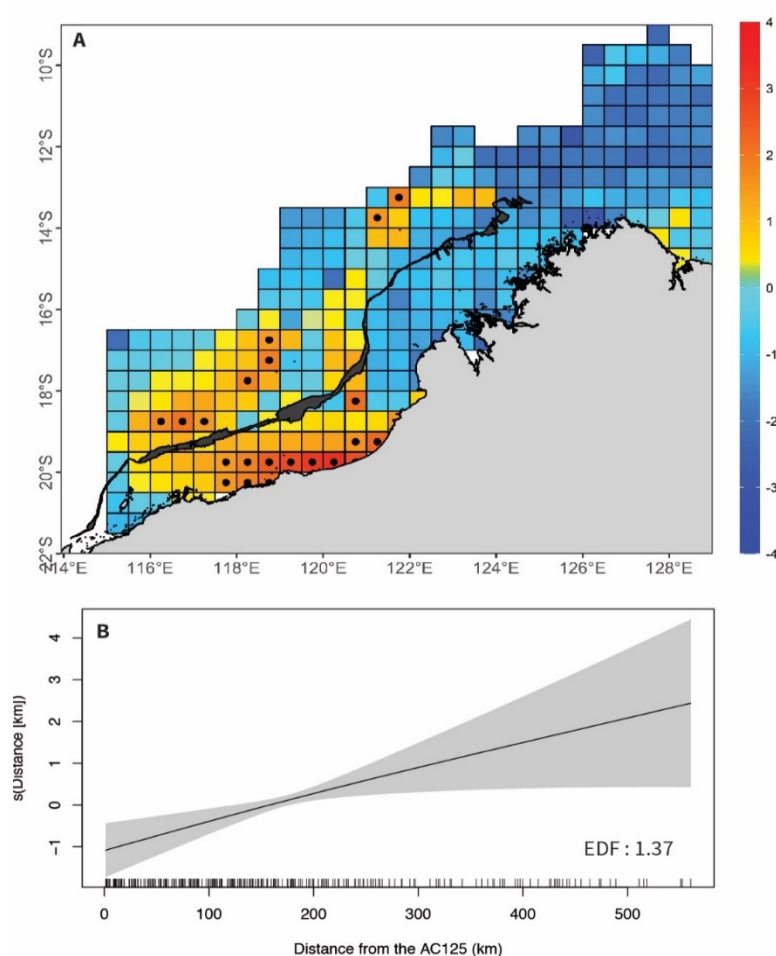 A
10°S
12°S
14°S
16°S
18°S
20°S
22°S
114°E 116°E 118°E 120°E 122°E 124°E 126°E 128°E
4
3
2
1
0
-1
-2
-3
-4
B
s(Distance [km])
4
3
2
1
0
-1
EDF : 1.37
0 100 200 300 400 500
Distance from the AC125 (km)